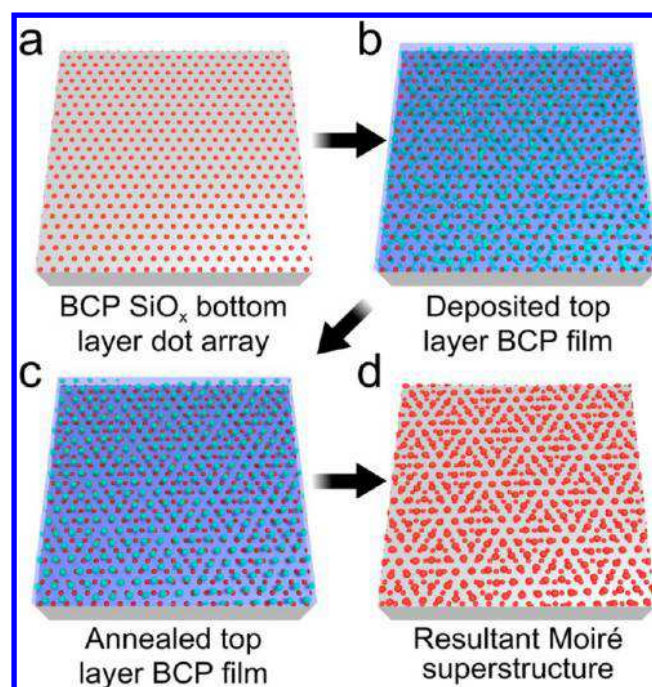 a
b
BCP SiOₓ bottom
layer dot array
Deposited top
layer BCP film
c
d
Annealed top
layer BCP film
Resultant Moiré
superstructure